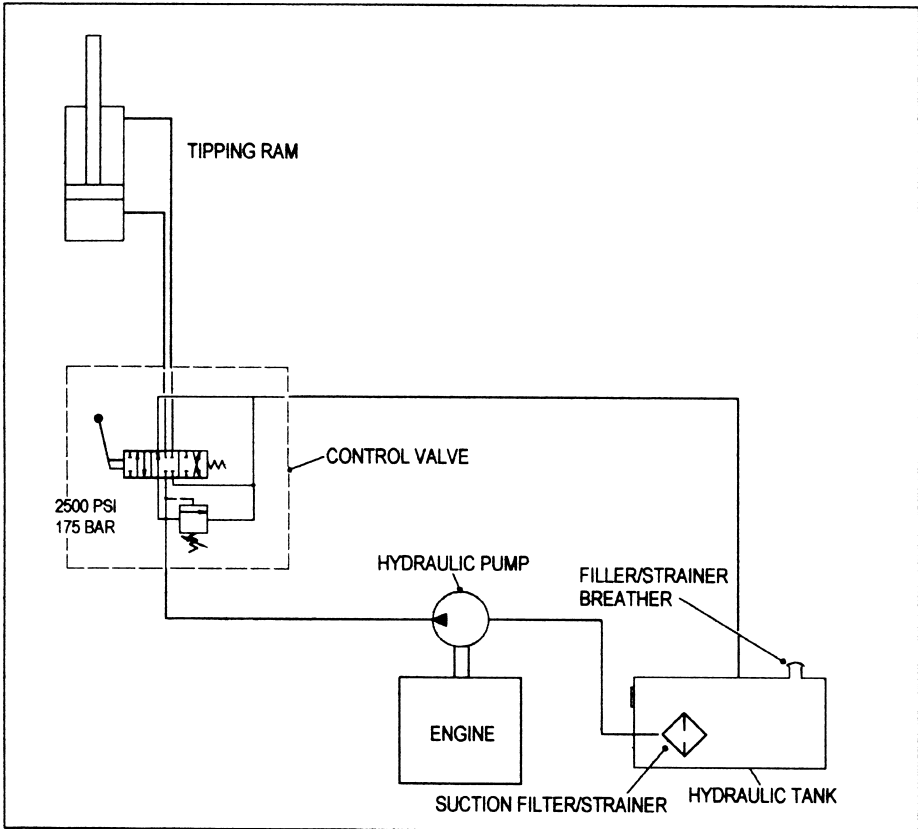 TIPPING RAM
CONTROL VALVE
2500 PSI
175 BAR
HYDRAULIC PUMP
FILLER/STRAINER
BREATHER
ENGINE
SUCTION FILTER/STRAINER
HYDRAULIC TANK